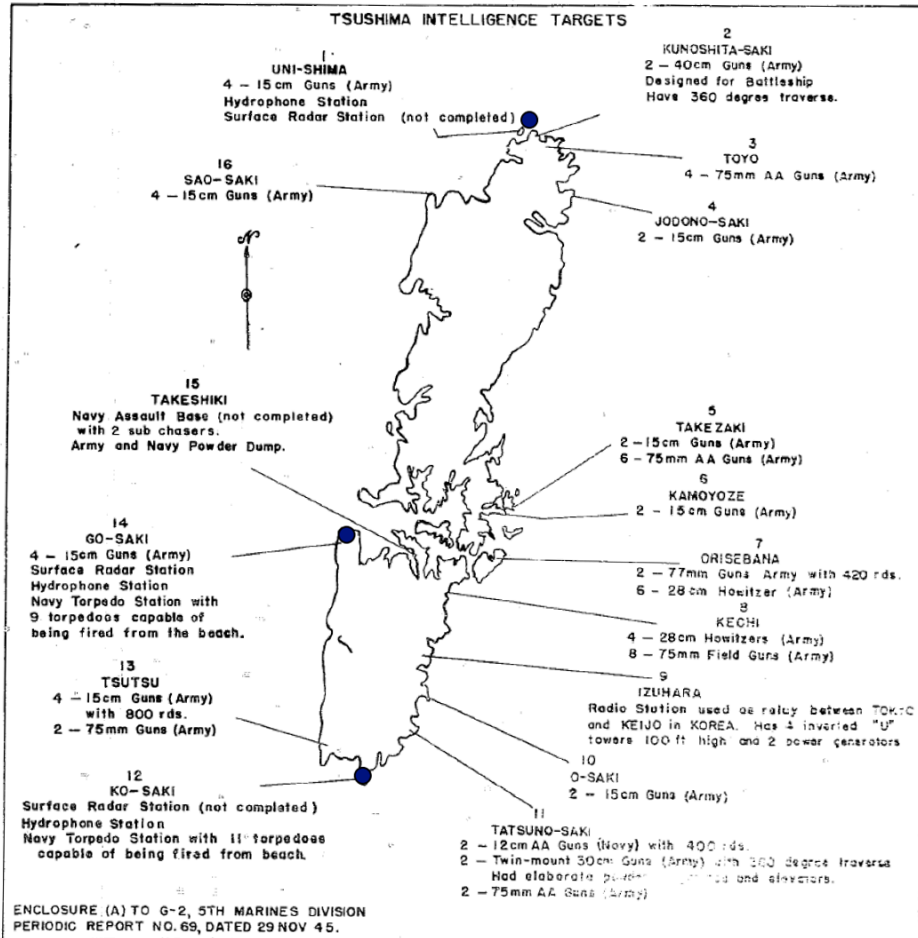 TSUSHIMA INTELLIGENCE TARGETS
1
UNI-SHIMA
4 – 15cm Guns (Army)
Hydrophone Station
Surface Radar Station (not completed)
2
KUNOSHITA-SAKI
2 – 40cm Guns (Army)
Designed for Battleship
Have 360 degree traverse.
3
TOYO
4 – 75mm AA Guns (Army)
4
JODONO-SAKI
2 – 15cm Guns (Army)
16
SAO-SAKI
4 – 15cm Guns (Army)
N
15
TAKESHIKI
Navy Assault Base (not completed)
with 2 sub chasers.
Army and Navy Powder Dump.
5
TAKEZAKI
2 – 15cm Guns (Army)
6 – 75mm AA Guns (Army)
6
KAMOYOZE
2 – 15cm Guns (Army)
7
ORISEBANA
2 – 77mm Guns Army with 420 rds.
6 – 28cm Howitzer (Army)
8
KECHI
4 – 28cm Howitzers (Army)
8 – 75mm Field Guns (Army)
14
GO-SAKI
4 – 15cm Guns (Army)
Surface Radar Station
Hydrophone Station
Navy Torpedo Station with
9 torpedoes capable of
being fired from the beach.
9
IZUHARA
Radio Station used as relay between TOKYO
and KEIJO in KOREA. Has 4 inverted "U"
towers 100 ft high and 2 power generators
13
TSUTSU
4 – 15cm Guns (Army)
with 800 rds.
2 – 75mm Guns (Army)
10
O-SAKI
2 – 15cm Guns (Army)
12
KO-SAKI
Surface Radar Station (not completed)
Hydrophone Station
Navy Torpedo Station with 11 torpedoes
capable of being fired from beach.
11
TATSUNO-SAKI
2 – 12cm AA Guns (Navy) with 400 rds.
2 – Twin-mount 30cm Guns (Army) with 360 degree traverse
Had elaborate and elevators.
2 – 75mm AA Guns (Army)
ENCLOSURE (A) TO G-2, 5TH MARINES DIVISION
PERIODIC REPORT NO. 69, DATED 29 NOV 45.